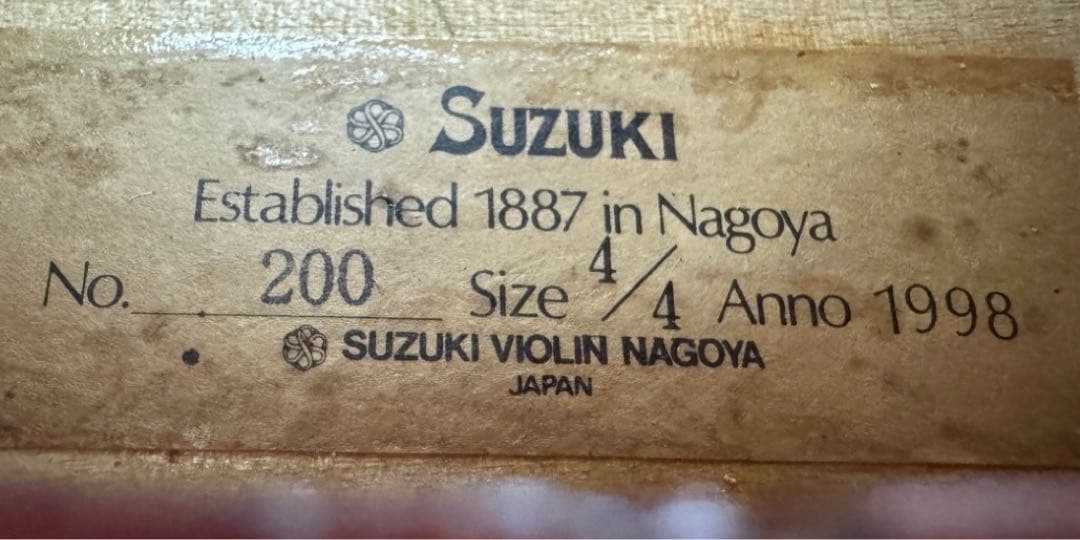 SUZUKI
Established 1887 in Nagoya
No. 200 Size 4/4 Anno 1998
SUZUKI VIOLIN NAGOYA
JAPAN